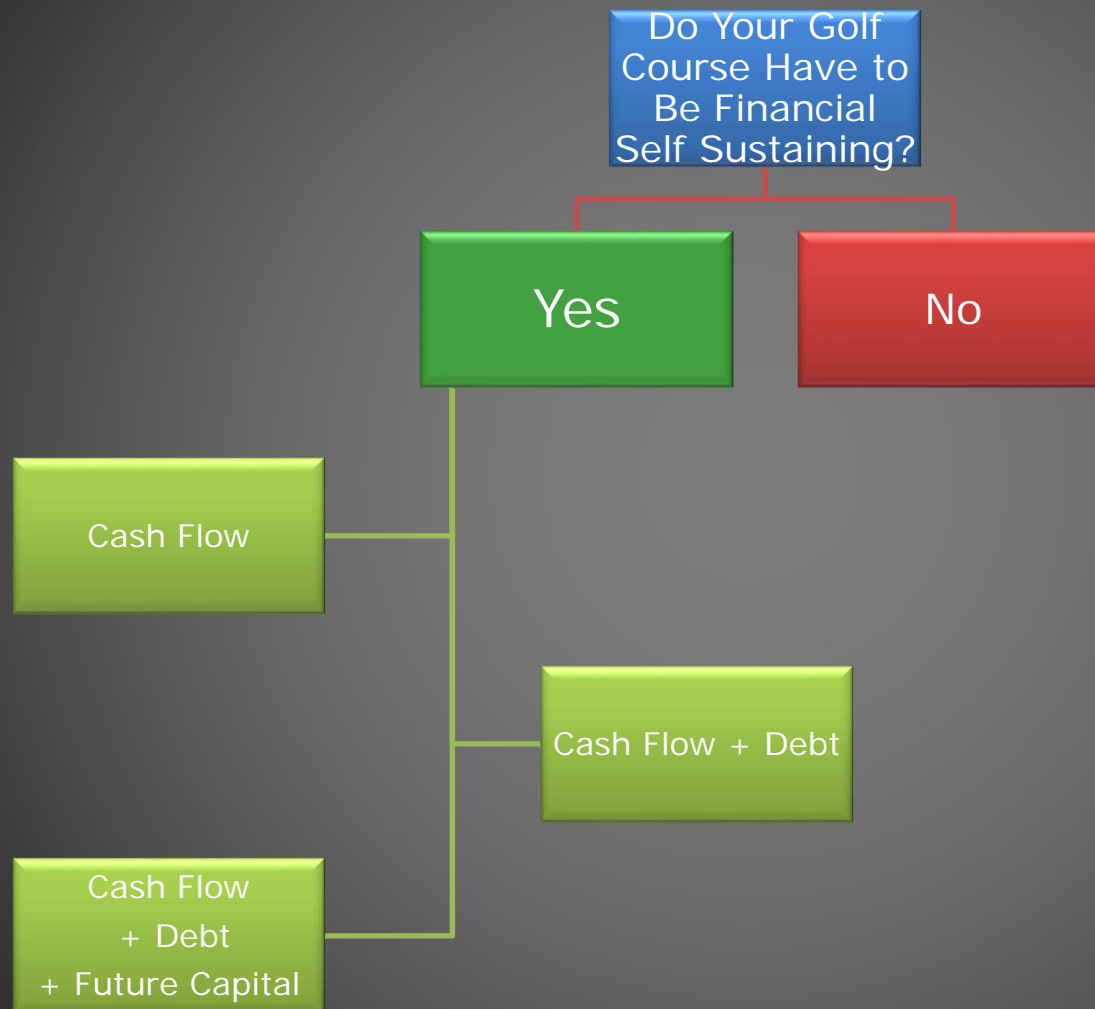 Do Your Golf
Course Have to
Be Financial
Self Sustaining?
Yes
No
Cash Flow
Cash Flow + Debt
Cash Flow
+ Debt
+ Future Capital